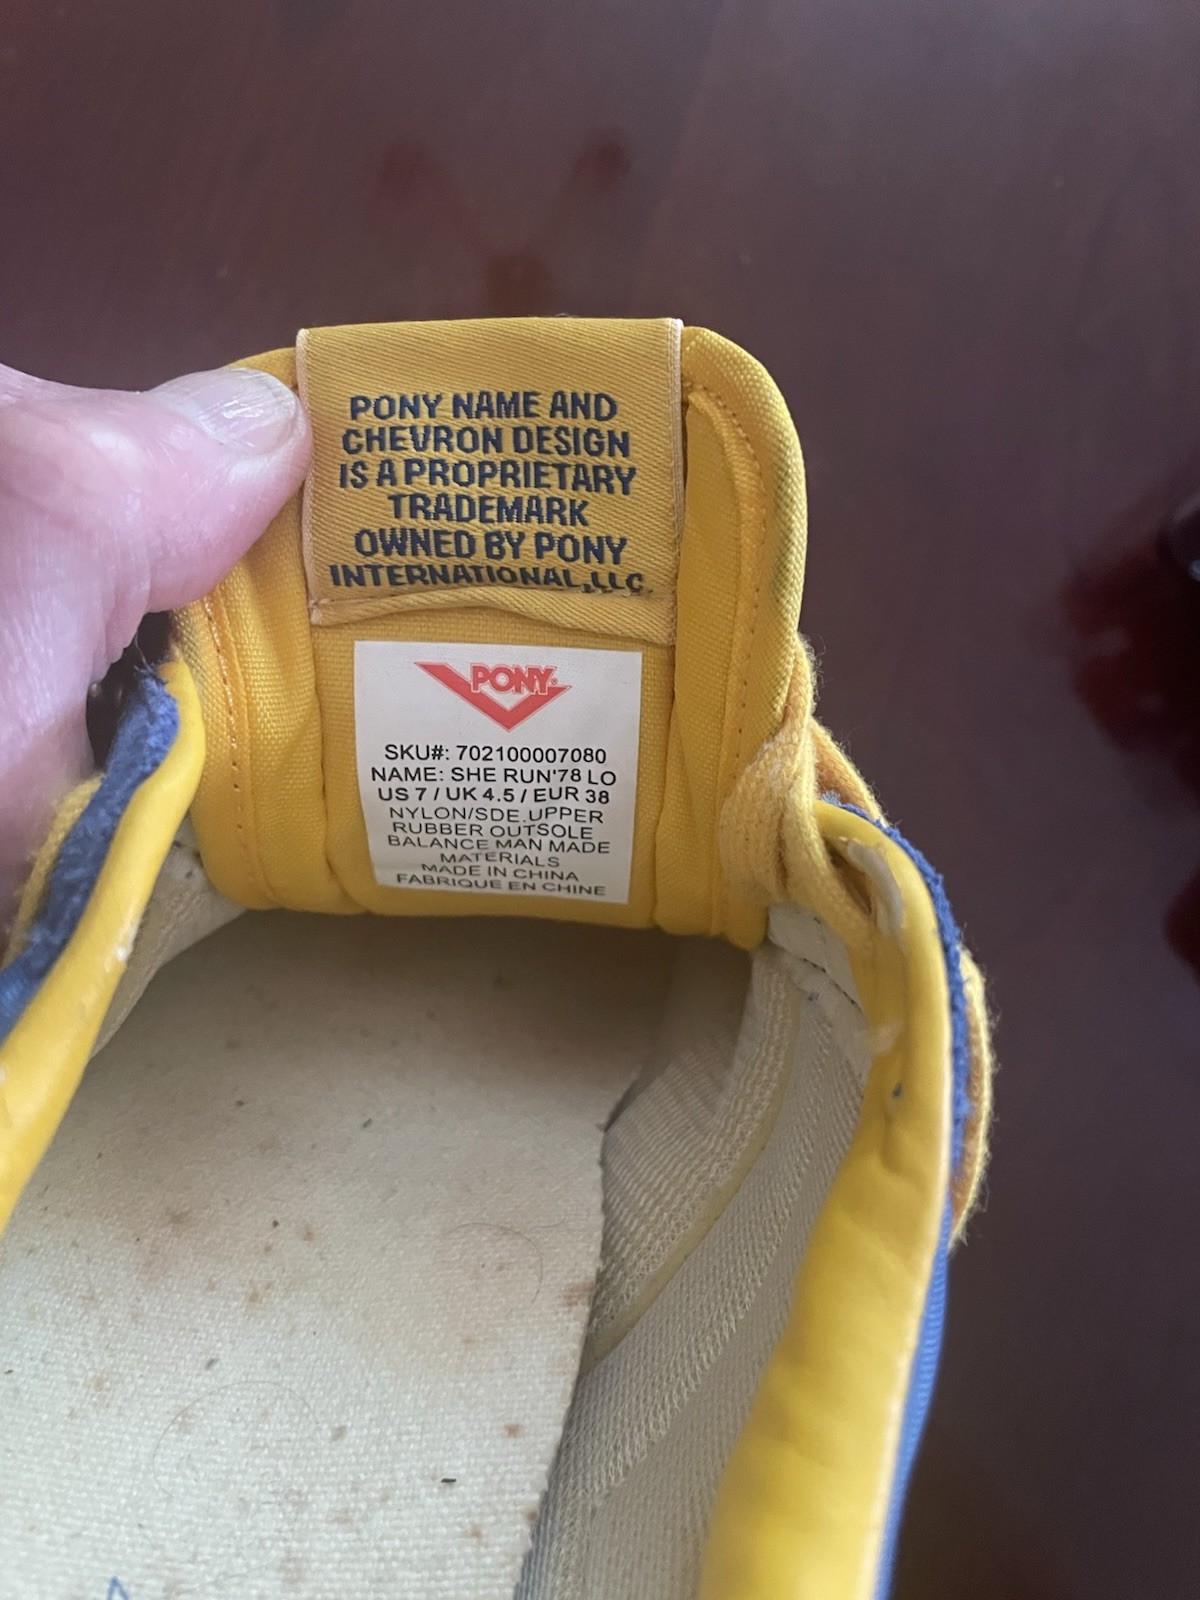 PONY NAME AND
CHEVRON DESIGN
IS A PROPRIETARY
TRADEMARK
OWNED BY PONY
INTERNATIONAL, LLC.
PONY®
SKU#: 702100007080
NAME: SHE RUN'78 LO
US 7 / UK 4.5 / EUR 38
NYLON/SDE.UPPER
RUBBER OUTSOLE
BALANCE MAN MADE
MATERIALS
MADE IN CHINA
FABRIQUE EN CHINE